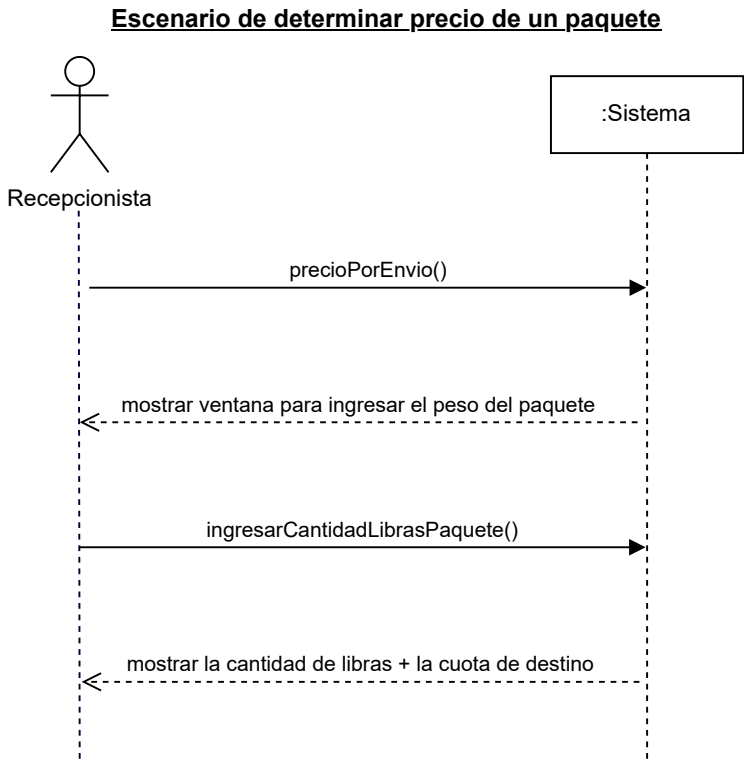 Escenario de determinar precio de un paquete
:Sistema
Recepcionista
precioPorEnvio()
mostrar ventana para ingresar el peso del paquete
ingresarCantidadLibrasPaquete()
mostrar la cantidad de libras + la cuota de destino